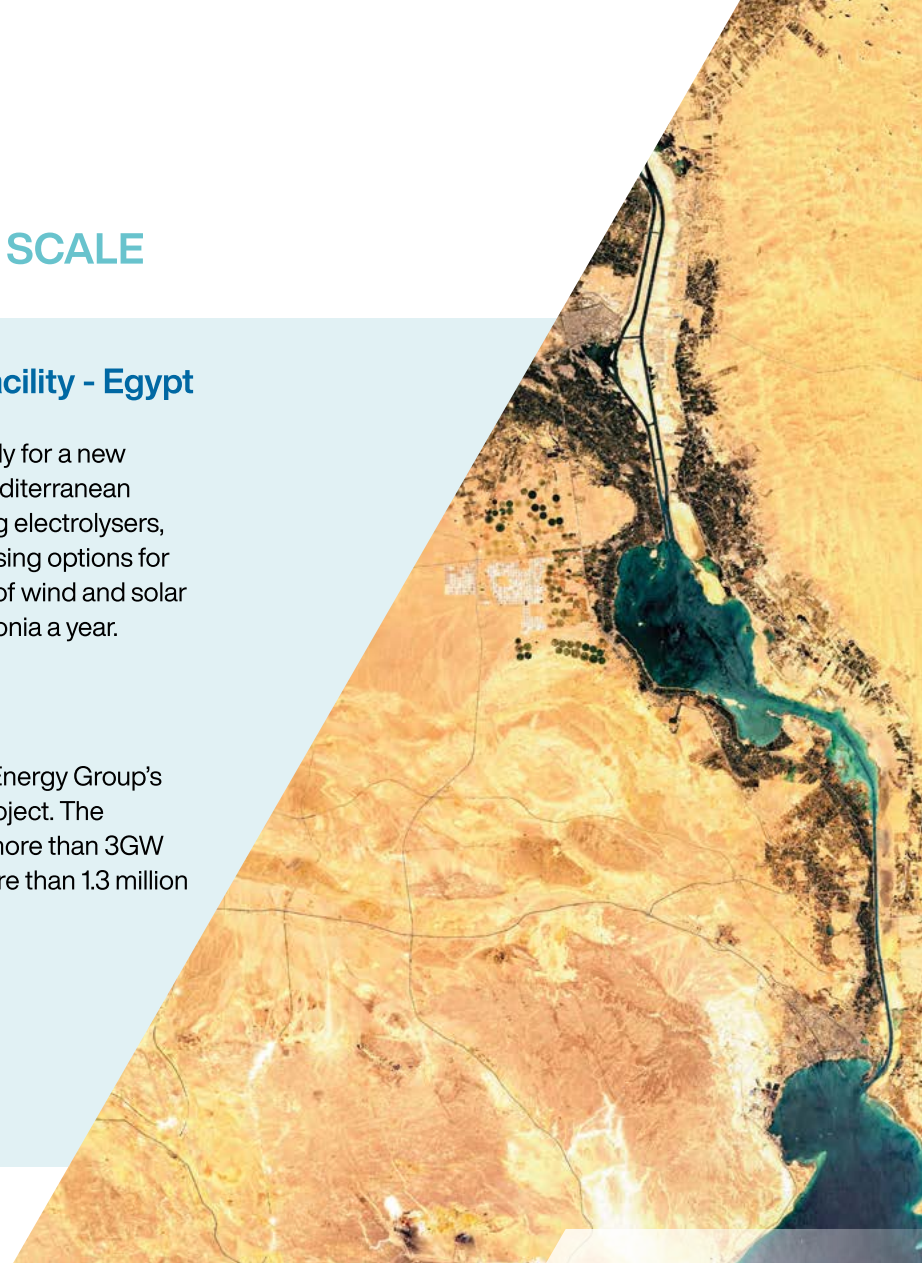 SCALE
cility - Egypt
ly for a new
diterranean
g electrolysers,
sing options for
of wind and solar
onia a year.
Energy Group's
oject. The
more than 3GW
re than 1.3 million